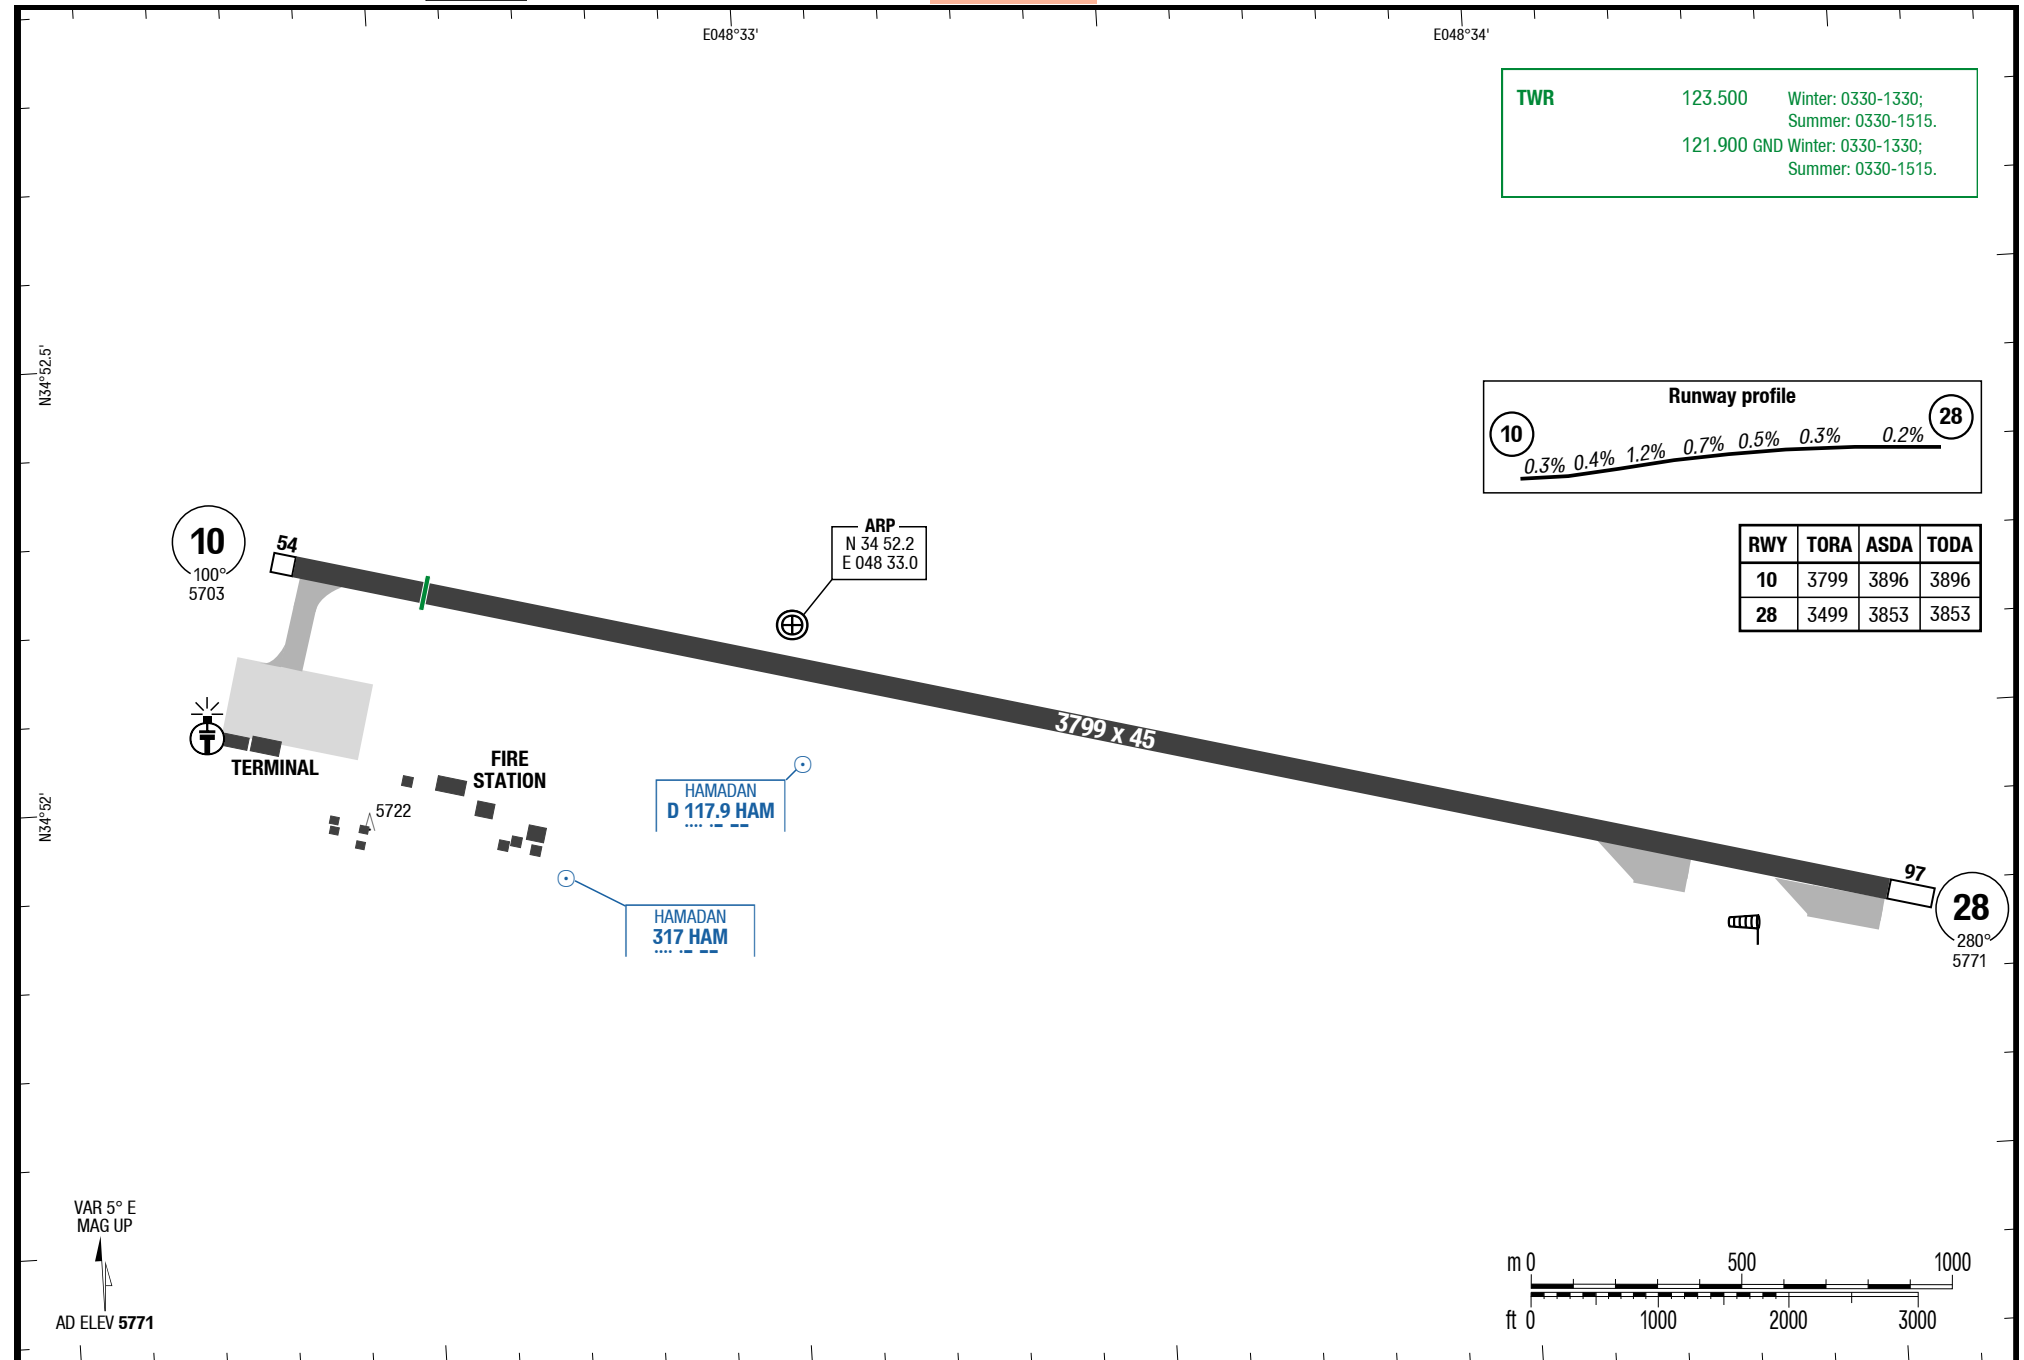 E048°33'
E048°34'
TWR 123.500 Winter: 0330-1330;
Summer: 0330-1515.
121.900 GND Winter: 0330-1330;
Summer: 0330-1515.
N34°52.5'
Runway profile
10
28
0.3% 0.4% 1.2% 0.7% 0.5% 0.3% 0.2%
RWY TORA ASDA TODA
10 3799 3896 3896
28 3499 3853 3853
10
100°
5703
54
ARP
N 34 52.2
E 048 33.0
3799 x 45
TERMINAL
FIRE
STATION
5722
N34°52'
HAMADAN
D 117.9 HAM
HAMADAN
317 HAM
97
28
280°
5771
VAR 5° E
MAG UP
AD ELEV 5771
m 0 500 1000
ft 0 1000 2000 3000